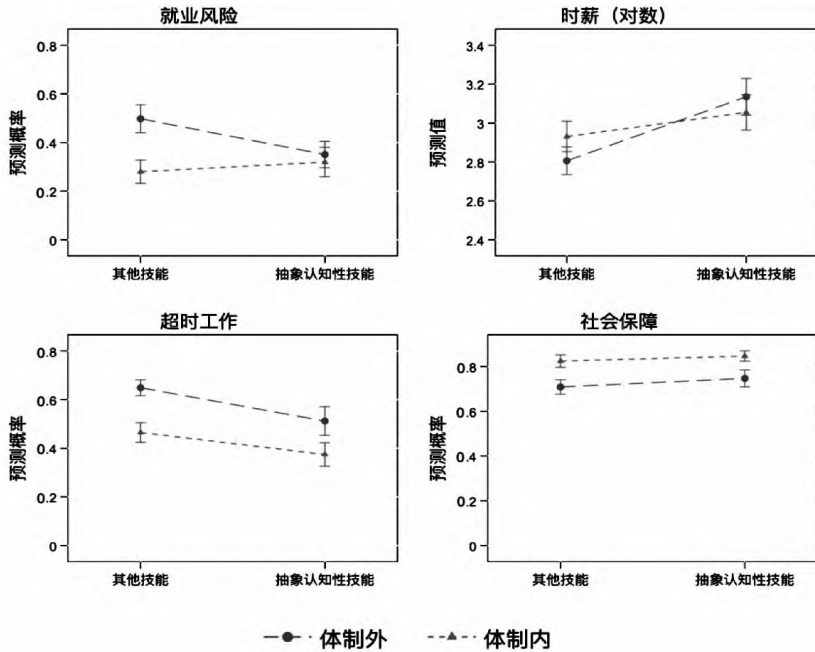 就业风险
0.8
0.6
0.4
0.2
0
预测概率
其他技能 抽象认知性技能
时薪（对数）
3.4
3.2
3
2.8
2.6
2.4
预测值
其他技能 抽象认知性技能
超时工作
0.8
0.6
0.4
0.2
0
预测概率
其他技能 抽象认知性技能
社会保障
0.8
0.6
0.4
0.2
0
预测概率
其他技能 抽象认知性技能
体制外 体制内